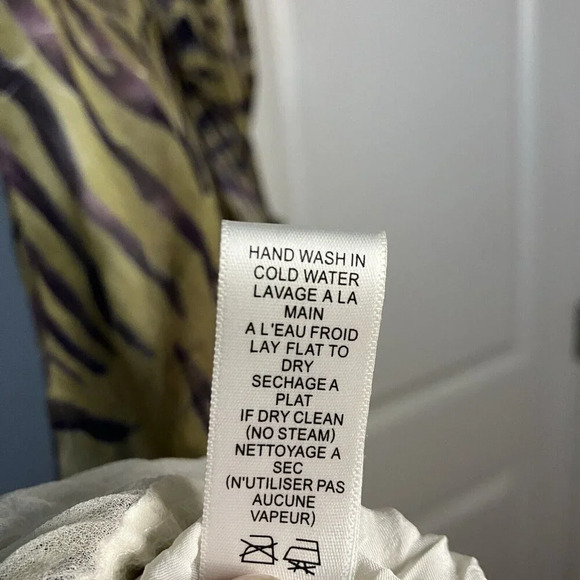 HAND WASH IN
COLD WATER
LAVAGE A LA
MAIN
A L'EAU FROID
LAY FLAT TO
DRY
SECHAGE A
PLAT
IF DRY CLEAN
(NO STEAM)
NETTOYAGE A
SEC
(N'UTILISER PAS
AUCUNE
VAPEUR)